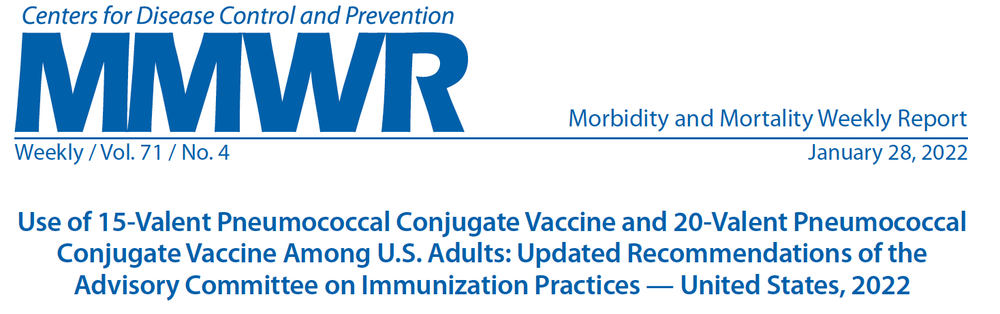 Centers for Disease Control and Prevention
MMWR
Morbidity and Mortality Weekly Report
Weekly / Vol. 71 / No. 4
January 28, 2022
Use of 15-Valent Pneumococcal Conjugate Vaccine and 20-Valent Pneumococcal
Conjugate Vaccine Among U.S. Adults: Updated Recommendations of the
Advisory Committee on Immunization Practices — United States, 2022